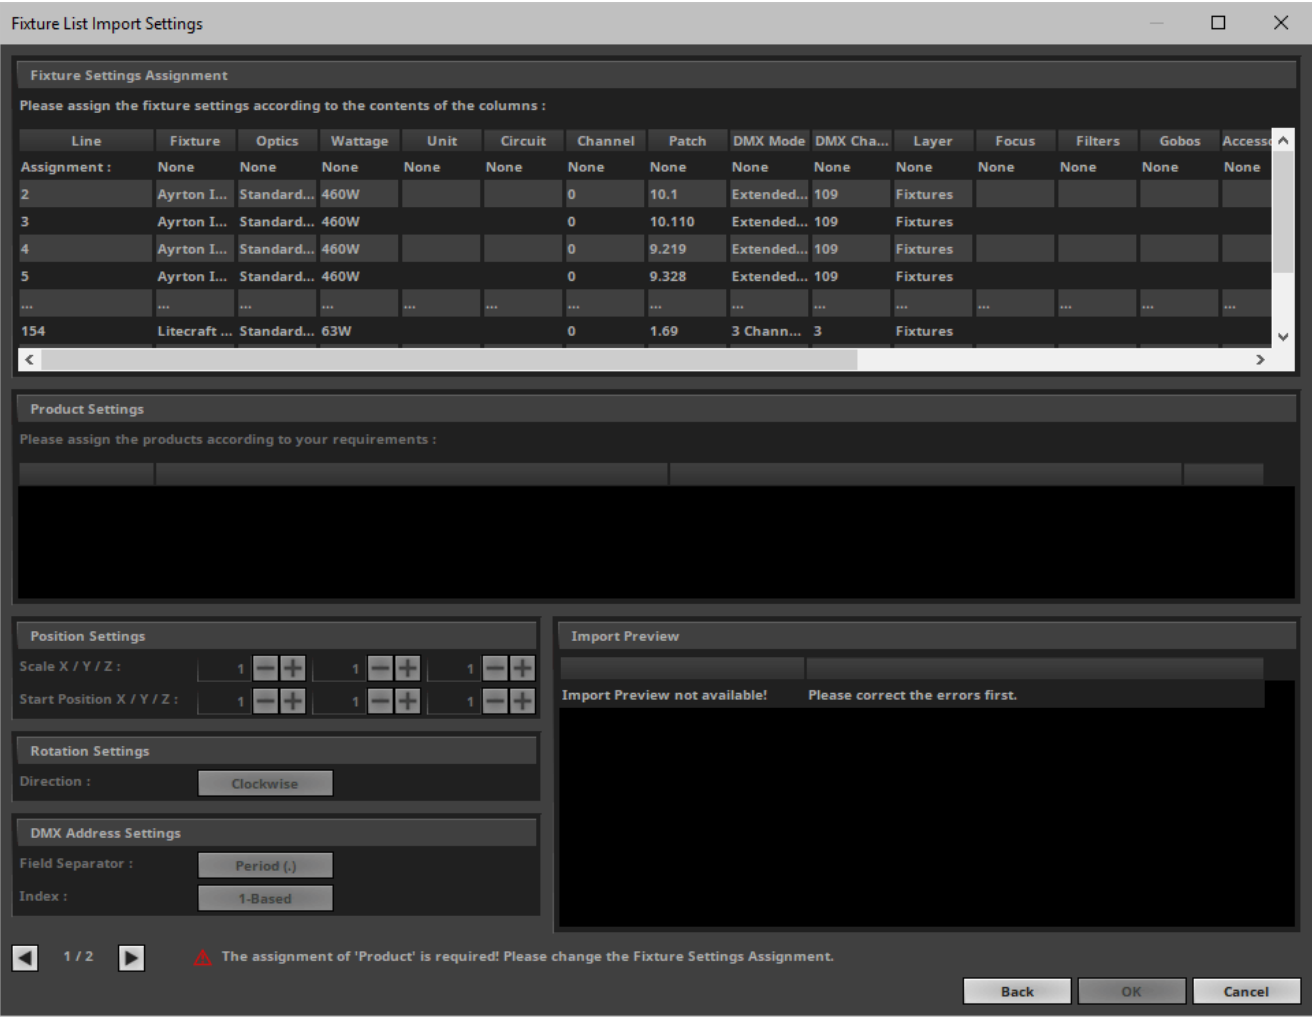 Fixture List Import Settings
Fixture Settings Assignment
Please assign the fixture settings according to the contents of the columns :
Line Fixture Optics Wattage Unit Circuit Channel Patch DMX Mode DMX Cha... Layer Focus Filters Gobos Accesso
Assignment : None None None None None None None None None None None None None None
2 Ayrton I... Standard... 460W 0 10.1 Extended... 109 Fixtures
3 Ayrton I... Standard... 460W 0 10.110 Extended... 109 Fixtures
4 Ayrton I... Standard... 460W 0 9.219 Extended... 109 Fixtures
5 Ayrton I... Standard... 460W 0 9.328 Extended... 109 Fixtures
... ... ... ... ... ... ... ... ... ... ... ... ... ... ...
154 Litecraft ... Standard... 63W 0 1.69 3 Chann... 3 Fixtures
Product Settings
Please assign the products according to your requirements :
Position Settings
Scale X / Y / Z : 1 1 1
Start Position X / Y / Z : 1 1 1
Rotation Settings
Direction : Clockwise
DMX Address Settings
Field Separator : Period (.)
Index : 1-Based
Import Preview
Import Preview not available! Please correct the errors first.
1 / 2
The assignment of 'Product' is required! Please change the Fixture Settings Assignment.
Back OK Cancel